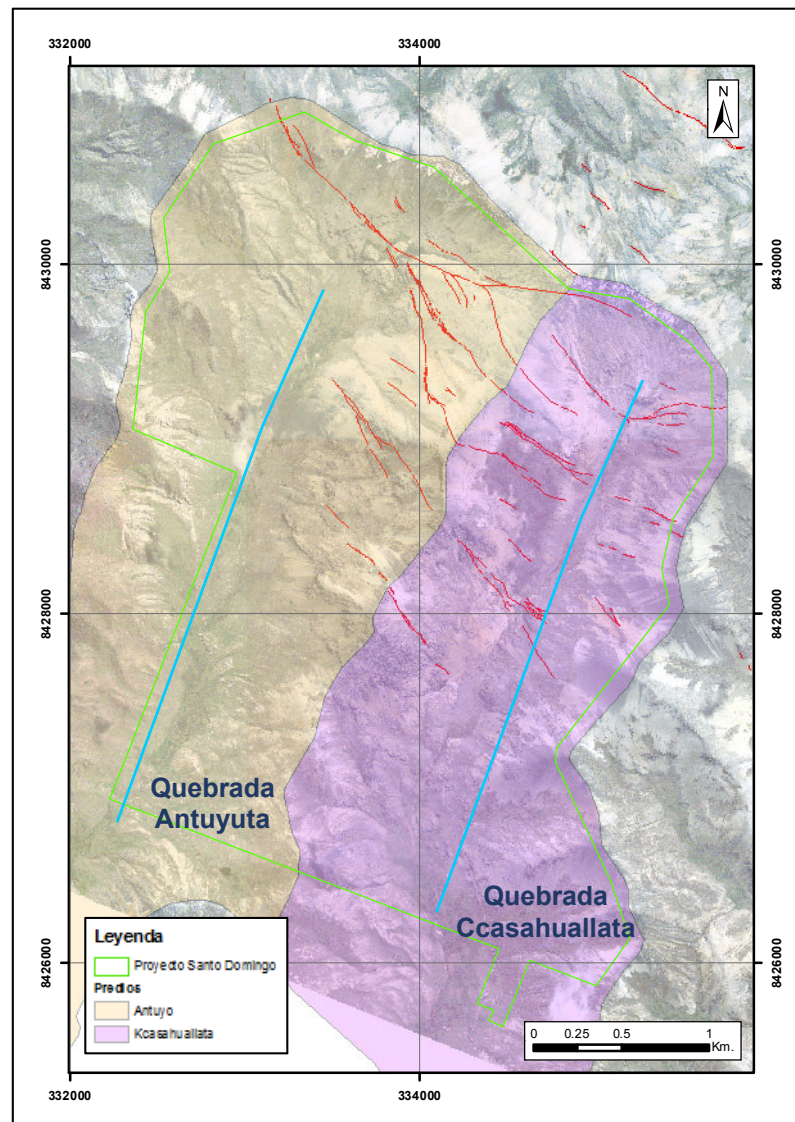 332000
334000
N
8430000
8430000
8428000
8428000
Quebrada
Antuyuta
Quebrada
Ccasahuallata
Leyenda
Proyecto Santo Domingo
Predios
Antuyo
Kcasahuallata
8426000
8426000
0 0.25 0.5 1
Km.
332000
334000